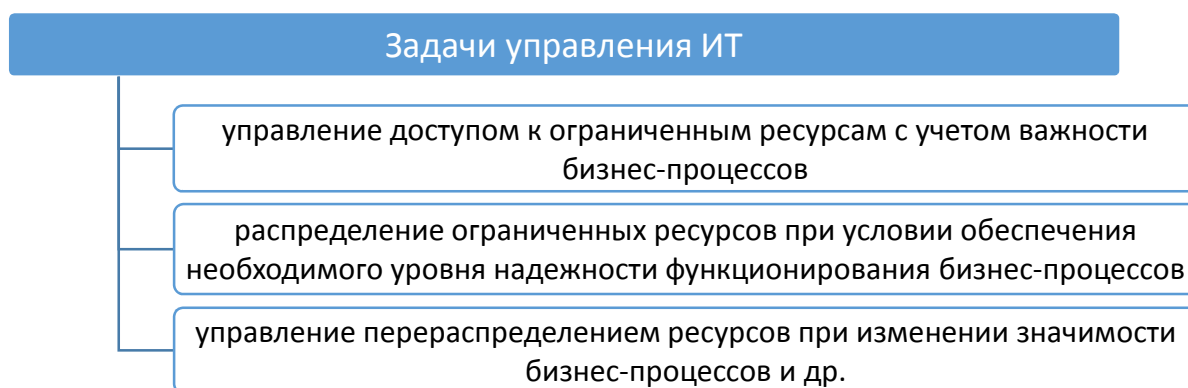 Задачи управления ИТ
управление доступом к ограниченным ресурсам с учетом важности
бизнес-процессов
распределение ограниченных ресурсов при условии обеспечения
необходимого уровня надежности функционирования бизнес-процессов
управление перераспределением ресурсов при изменении значимости
бизнес-процессов и др.